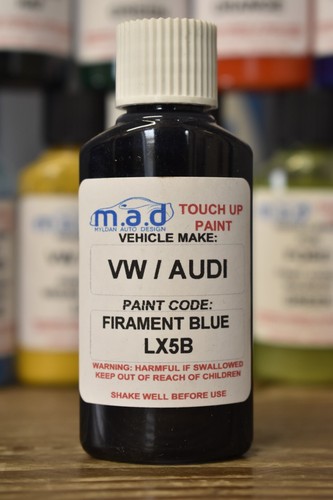 m.a.d
MYLDAN AUTO DESIGN
TOUCH UP
PAINT
VEHICLE MAKE:
VW / AUDI
PAINT CODE:
FIRAMENT BLUE
LX5B
WARNING: HARMFUL IF SWALLOWED
KEEP OUT OF REACH OF CHILDREN
SHAKE WELL BEFORE USE